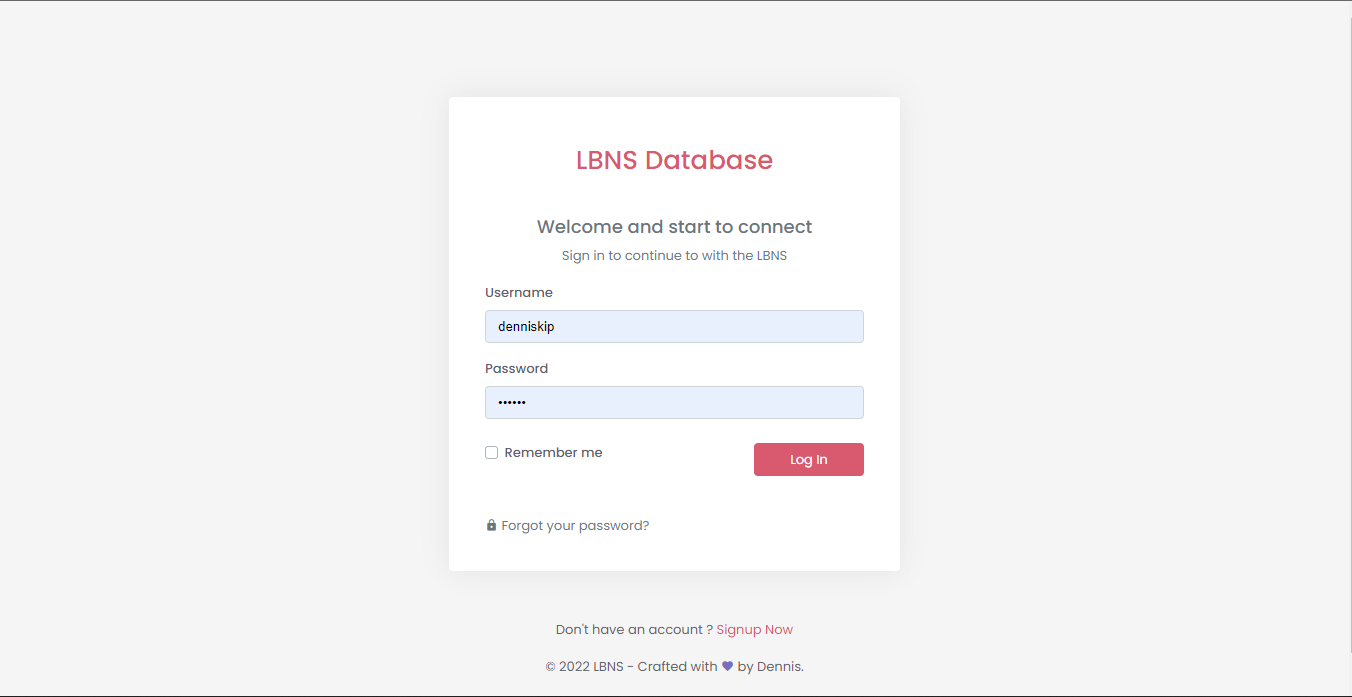 LBNS Database
Welcome and start to connect
Sign in to continue to with the LBNS
Username
denniskip
Password
••••••
Remember me
Log In
Forgot your password?
Don't have an account ? Signup Now
© 2022 LBNS - Crafted with 💜 by Dennis.